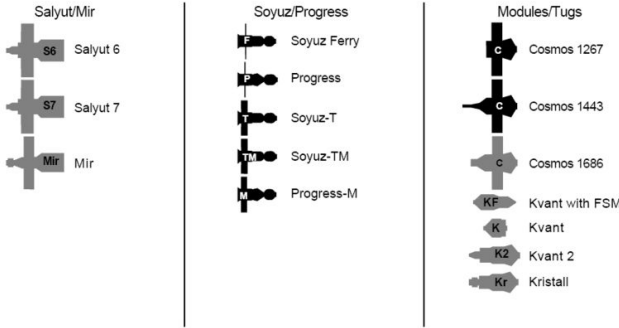 Salyut/Mir
S6 Salyut 6
S7 Salyut 7
Mir Mir
Soyuz/Progress
F Soyuz Ferry
P Progress
T Soyuz-T
TM Soyuz-TM
M Progress-M
Modules/Tugs
C Cosmos 1267
C Cosmos 1443
C Cosmos 1686
KF Kvant with FSM
K Kvant
K2 Kvant 2
Kr Kristall